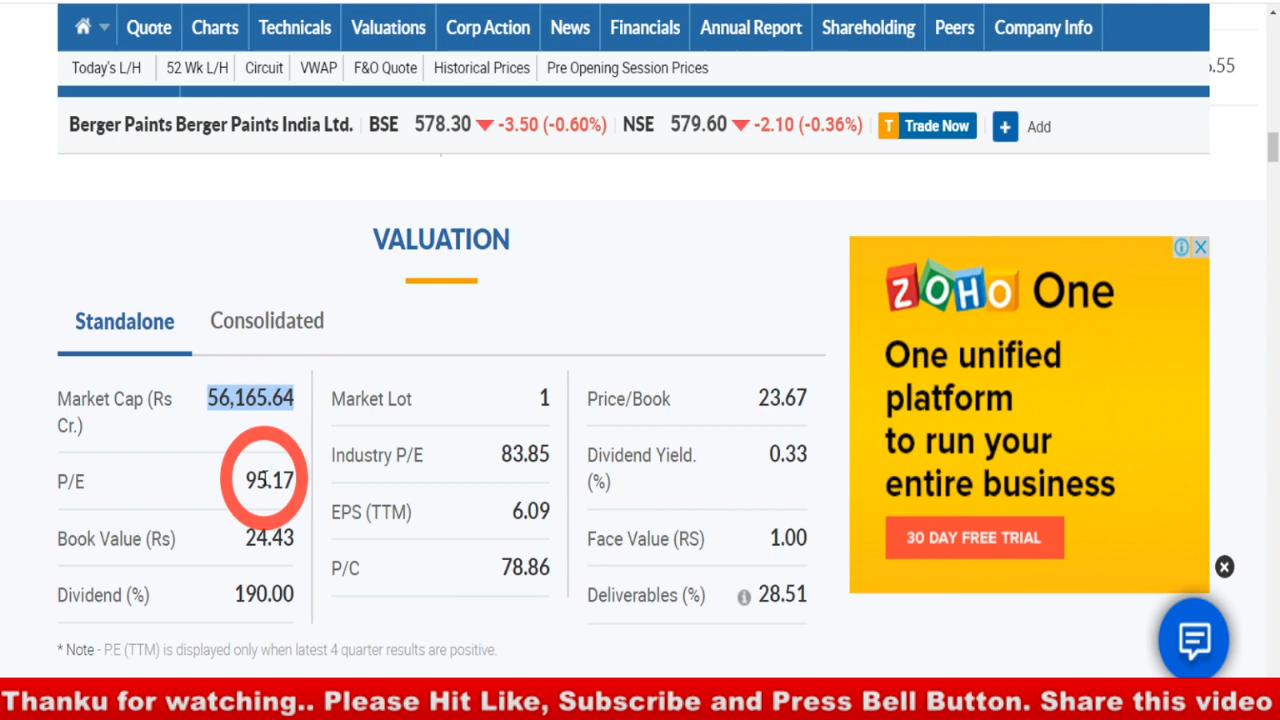 Quote Charts Technicals Valuations Corp Action News Financials Annual Report Shareholding Peers Company Info
Today's L/H 52 Wk L/H Circuit VWAP F&O Quote Historical Prices Pre Opening Session Prices
.55
Berger Paints Berger Paints India Ltd. BSE 578.30 -3.50 (-0.60%) NSE 579.60 -2.10 (-0.36%) T Trade Now + Add
VALUATION
Standalone Consolidated
Market Cap (Rs Cr.) 56,165.64
P/E 95.17
Book Value (Rs) 24.43
Dividend (%) 190.00
Market Lot 1
Industry P/E 83.85
EPS (TTM) 6.09
P/C 78.86
Price/Book 23.67
Dividend Yield. (%) 0.33
Face Value (RS) 1.00
Deliverables (%) 28.51
* Note - P.E (TTM) is displayed only when latest 4 quarter results are positive.
ZOHO One
One unified
platform
to run your
entire business
30 DAY FREE TRIAL
Thanku for watching.. Please Hit Like, Subscribe and Press Bell Button. Share this video